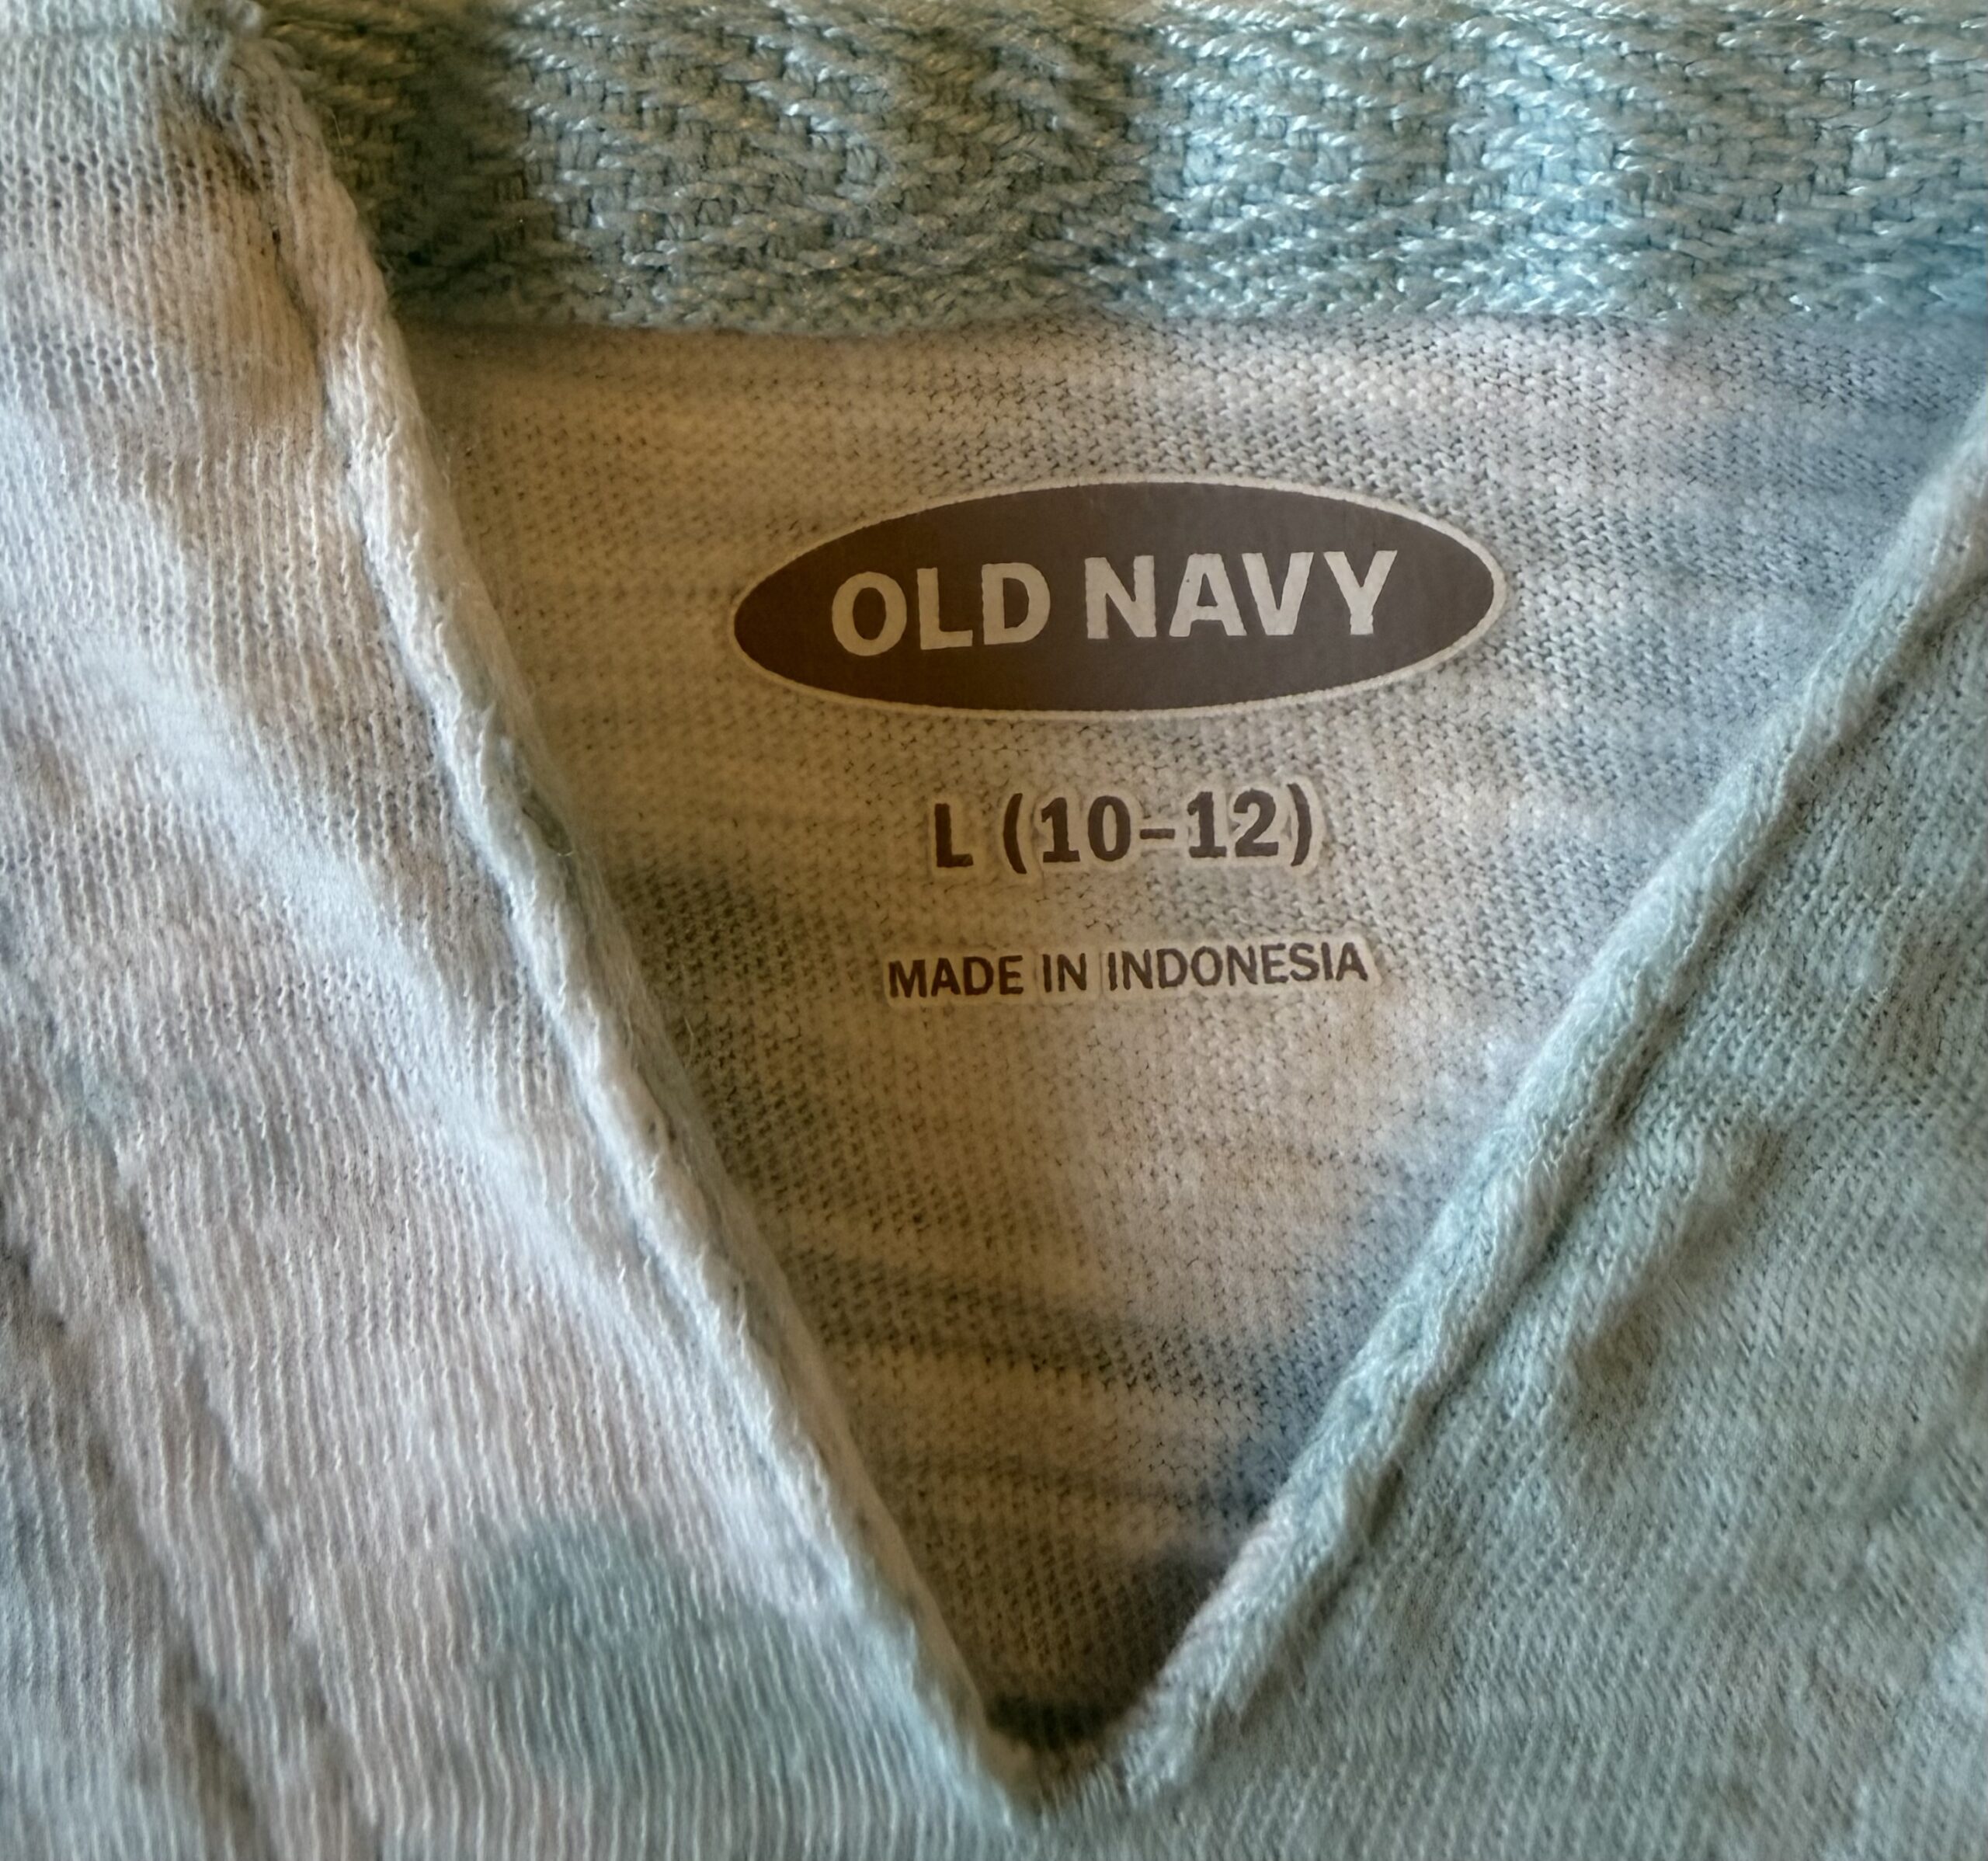 OLD NAVY
L (10–12)
MADE IN INDONESIA